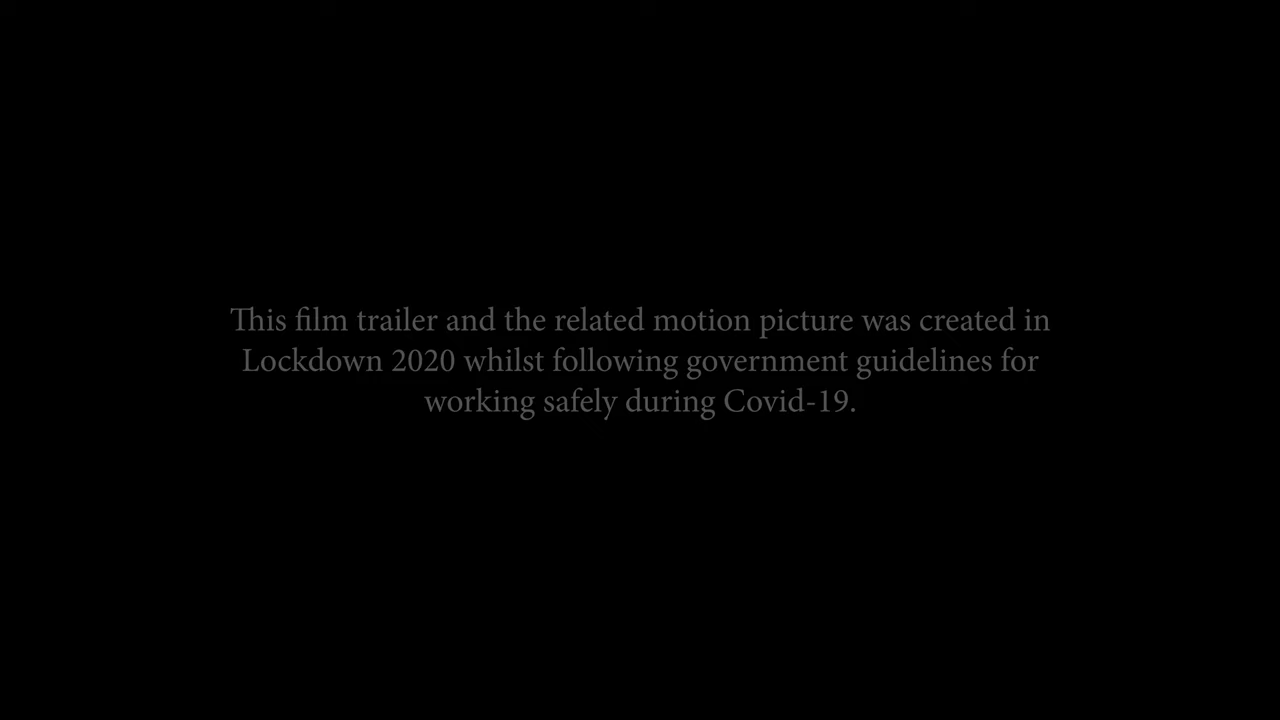 This film trailer and the related motion picture was created in
Lockdown 2020 whilst following government guidelines for
working safely during Covid-19.